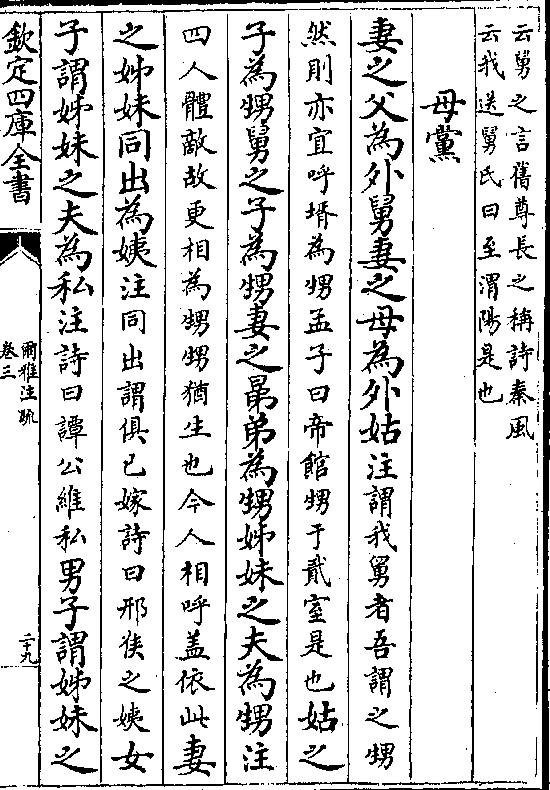 云舅之言舊尊長之稱詩秦風
云我送舅氏曰至渭陽是也
母黨
妻之父為外舅妻之母為外姑注謂我舅者吾謂之甥
然則亦宜呼壻為甥孟子曰帝館甥于貳室是也姑之
子為甥舅之子為甥妻之晜弟為甥姊妹之夫為甥注
四人體敵故更相為甥甥猶生也今人相呼盖依此妻
之姊妹同出為姨注同出謂俱已嫁詩曰邢侯之姨女
子謂姊妹之夫為私注詩曰譚公維私男子謂姊妹之
欽定四庫全書
爾雅注疏
卷三
二十九